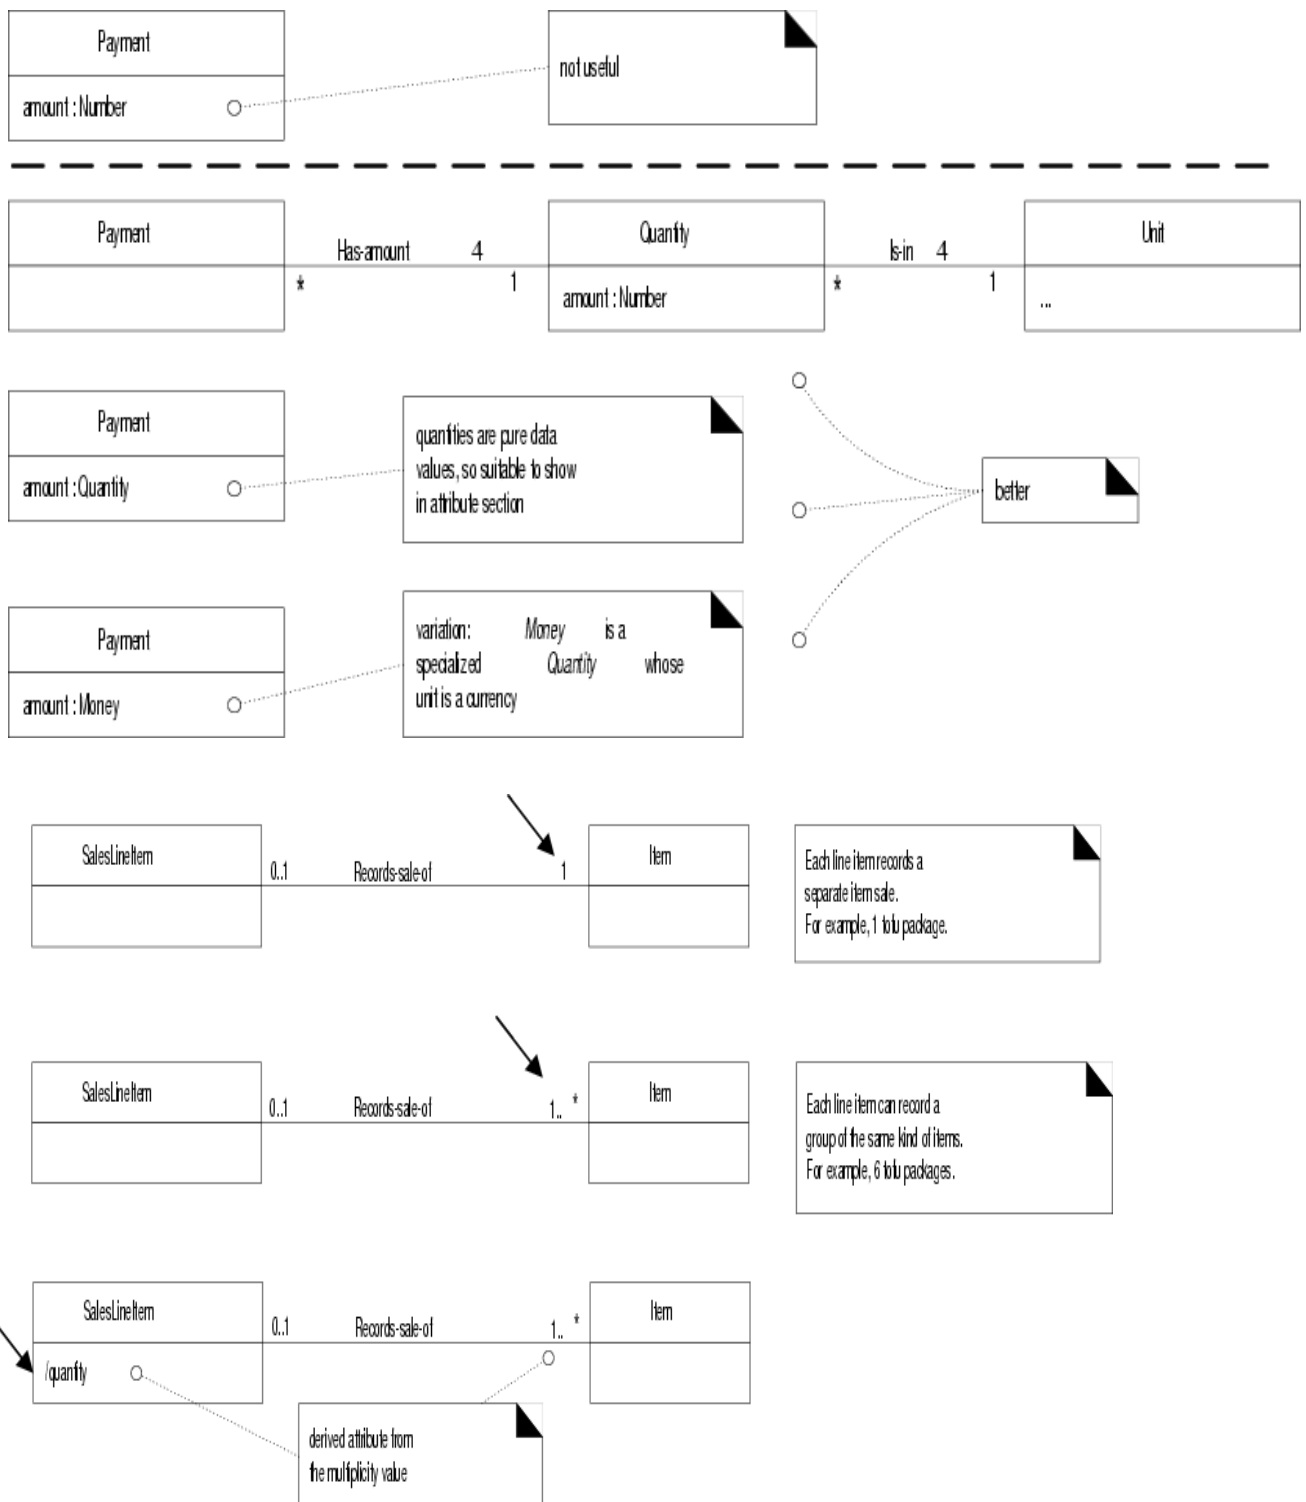 Payment
amount : Number
not useful
Payment
Has-amount 4
* 1
Quantity
amount : Number
Is-in 4
* 1
Unit
...
Payment
amount : Quantity
quantities are pure data
values, so suitable to show
in attribute section
better
Payment
amount : Money
variation: Money is a
specialized Quantity whose
unit is a currency
SalesLineItem
0..1 Records-sale-of 1
Item
Each line item records a
separate item sale.
For example, 1 tofu package.
SalesLineItem
0..1 Records-sale-of 1.. *
Item
Each line item can record a
group of the same kind of items.
For example, 6 tofu packages.
SalesLineItem
/quantity
0..1 Records-sale-of 1.. *
Item
derived attribute from
the multiplicity value